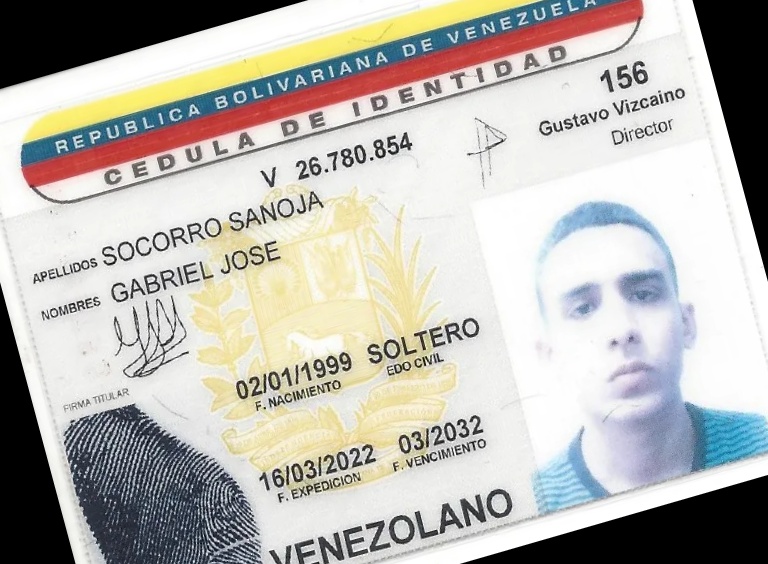 REPUBLICA BOLIVARIANA DE VENEZUELA
CEDULA DE IDENTIDAD
156
Gustavo Vizcaino
Director
V 26.780.854
APELLIDOS SOCORRO SANOJA
NOMBRES GABRIEL JOSE
FIRMA TITULAR
02/01/1999 SOLTERO
F. NACIMIENTO EDO CIVIL
16/03/2022 03/2032
F. EXPEDICION F. VENCIMIENTO
VENEZOLANO